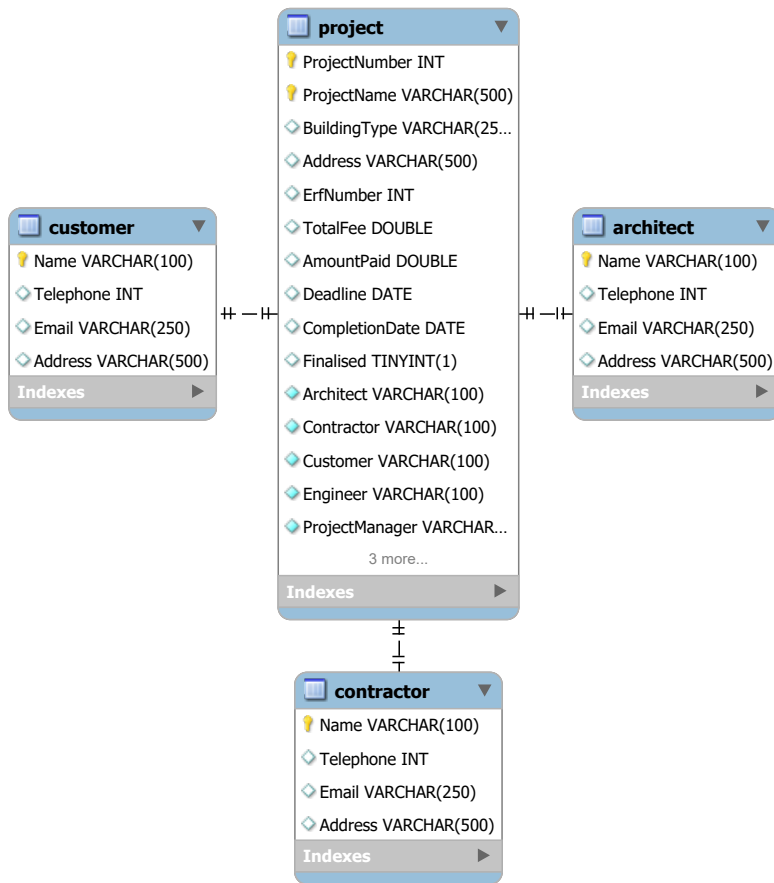 project
ProjectNumber INT
ProjectName VARCHAR(500)
BuildingType VARCHAR(25...
Address VARCHAR(500)
ErfNumber INT
TotalFee DOUBLE
AmountPaid DOUBLE
Deadline DATE
CompletionDate DATE
Finalised TINYINT(1)
Architect VARCHAR(100)
Contractor VARCHAR(100)
Customer VARCHAR(100)
Engineer VARCHAR(100)
ProjectManager VARCHAR...
3 more...
Indexes
customer
Name VARCHAR(100)
Telephone INT
Email VARCHAR(250)
Address VARCHAR(500)
Indexes
architect
Name VARCHAR(100)
Telephone INT
Email VARCHAR(250)
Address VARCHAR(500)
Indexes
contractor
Name VARCHAR(100)
Telephone INT
Email VARCHAR(250)
Address VARCHAR(500)
Indexes